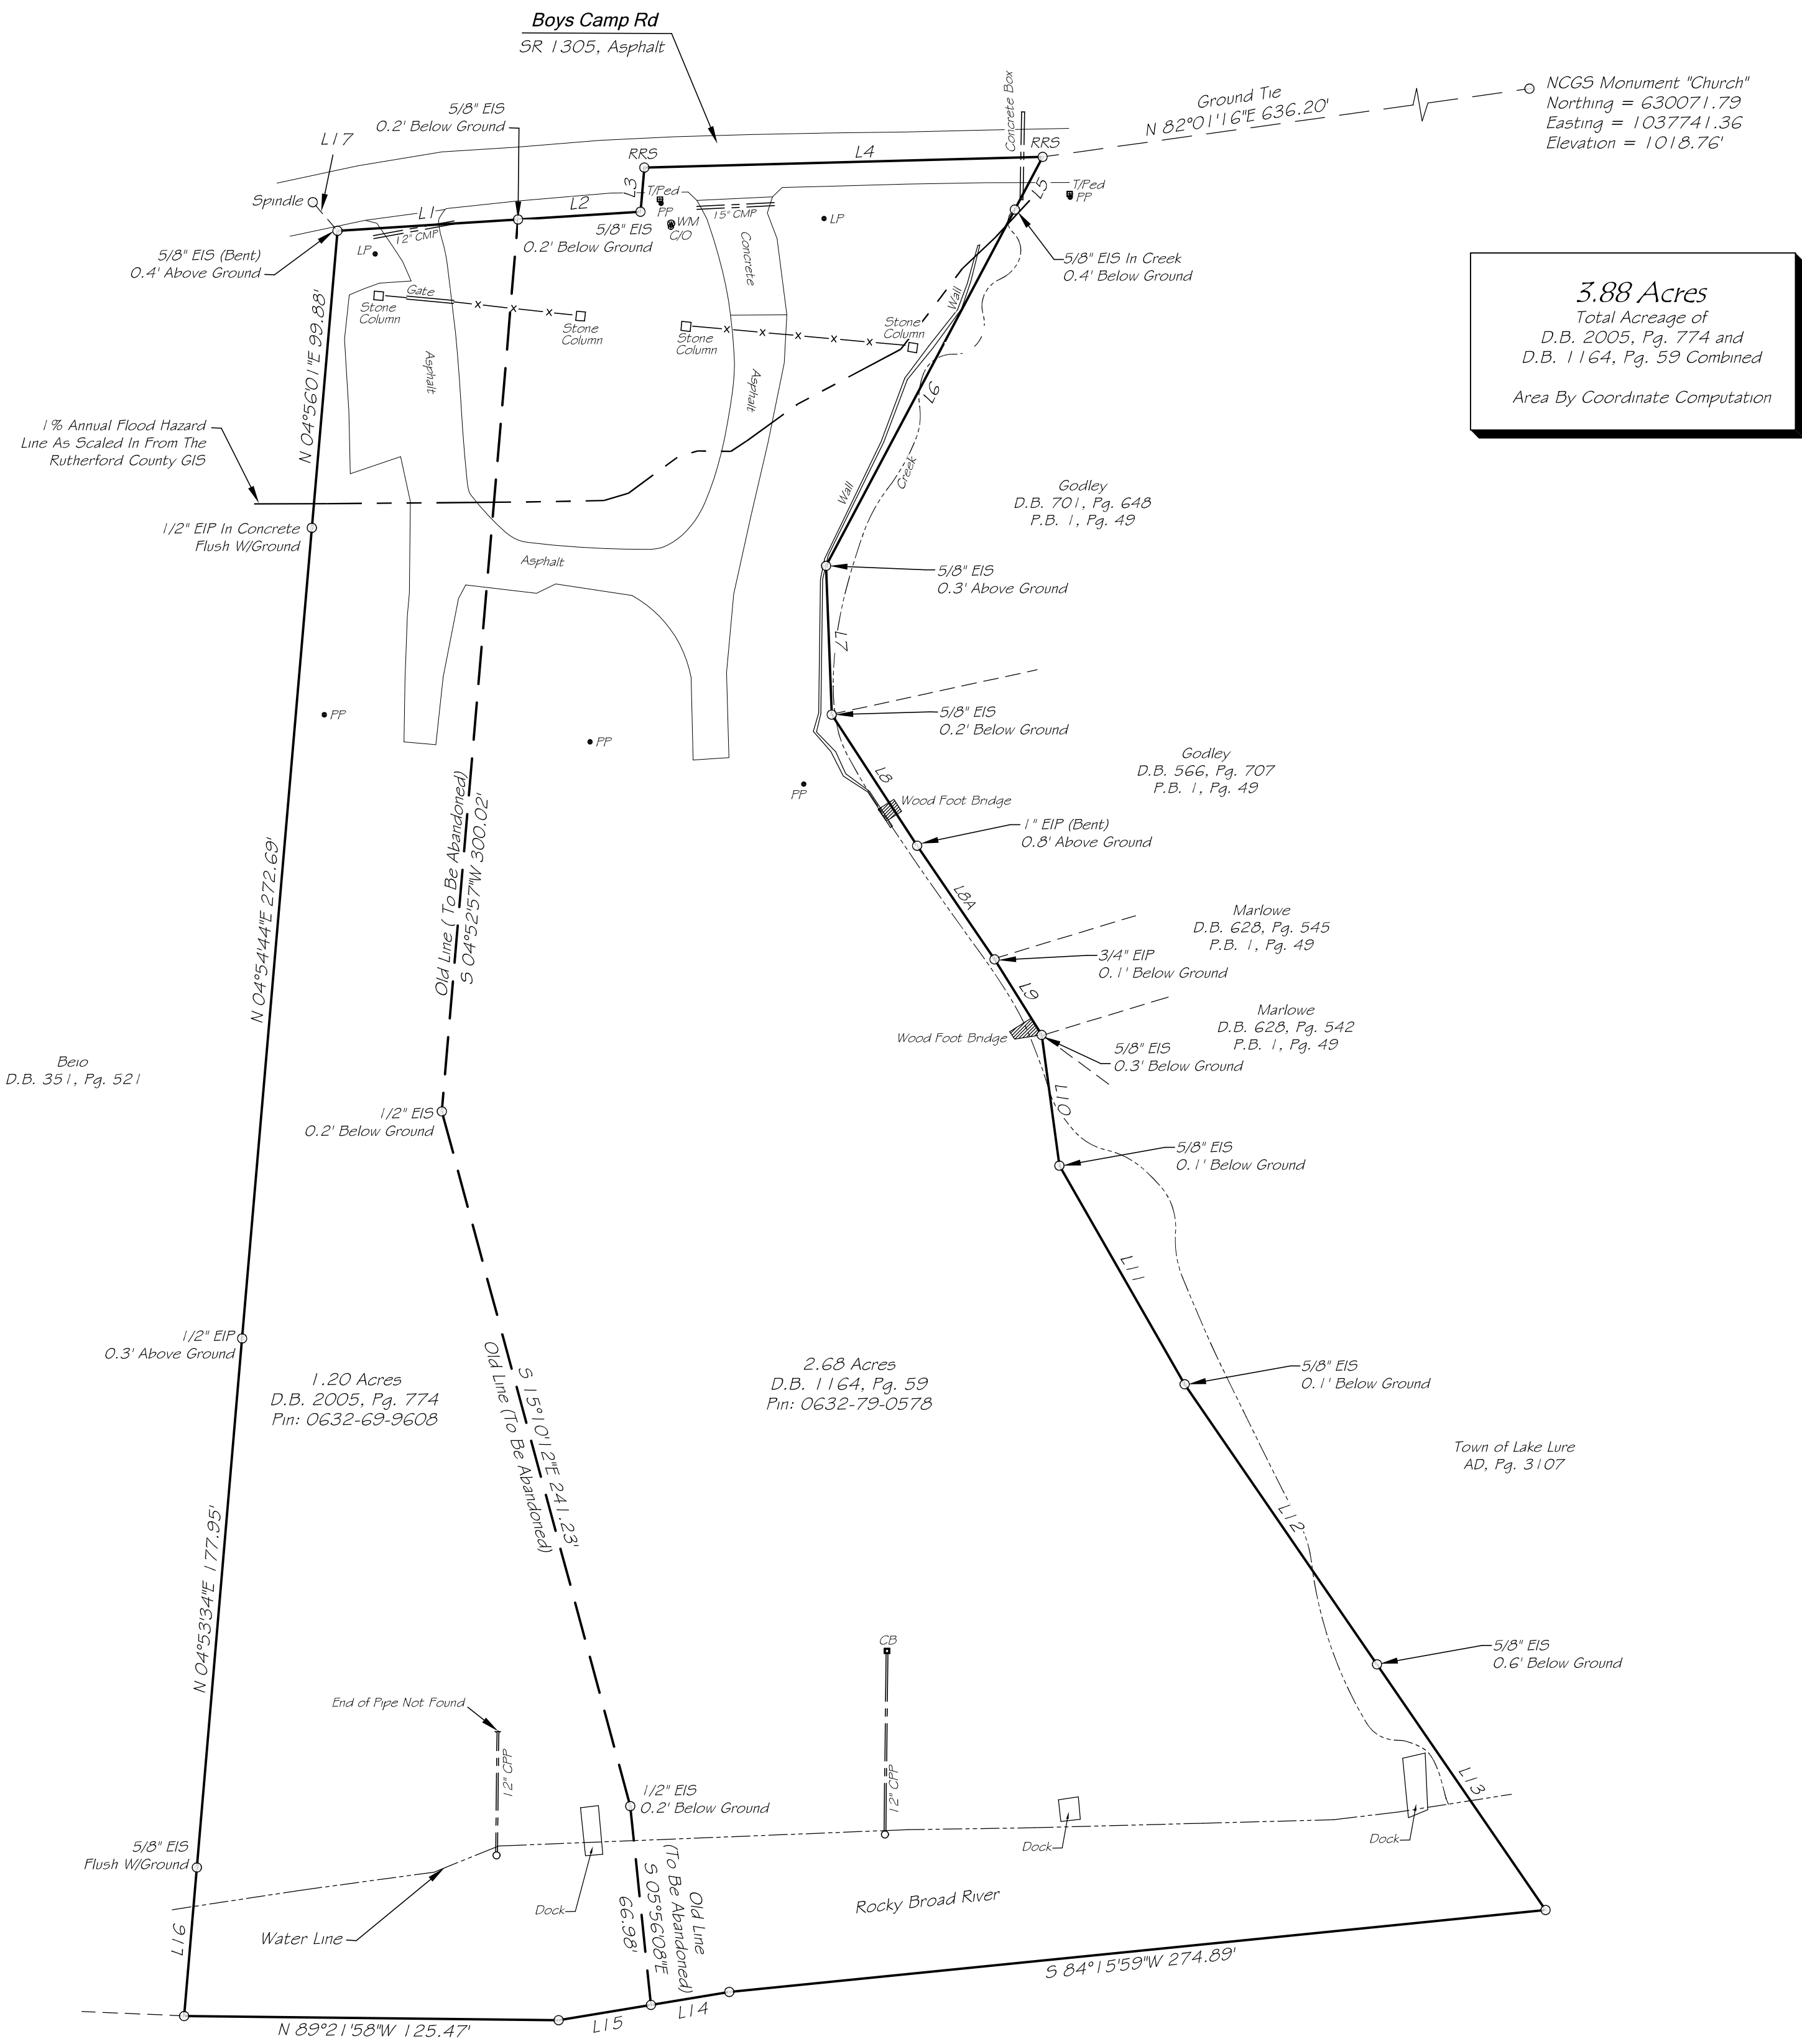 Boys Camp Rd
SR 1305, Asphalt
5/8" EIS
0.2' Below Ground
L17
Spindle
RRS
L4
RRS
Concrete Box
Ground Tie
N 82°01'16"E 636.20'
NCGS Monument "Church"
Northing = 630071.79
Easting = 1037741.36
Elevation = 1018.76'
L1
L2
L3
T/Ped
PP
WM
C/O
15" CMP
12" CMP
LP
LP
L5
T/Ped
PP
5/8" EIS (Bent)
0.4' Above Ground
5/8" EIS
0.2' Below Ground
5/8" EIS In Creek
0.4' Below Ground
3.88 Acres
Total Acreage of
D.B. 2005, Pg. 774 and
D.B. 1164, Pg. 59 Combined
Area By Coordinate Computation
Concrete
Gate
Stone
Column
Stone
Column
Stone
Column
Stone
Column
x
x
x
x
x
x
x
x
Wall
N 04°56'01"E 99.88'
Asphalt
Asphalt
L6
1% Annual Flood Hazard
Line As Scaled In From The
Rutherford County GIS
Wall
Creek
Godley
D.B. 701, Pg. 648
P.B. 1, Pg. 49
1/2" EIP In Concrete
Flush W/Ground
Asphalt
5/8" EIS
0.3' Above Ground
L7
PP
PP
PP
5/8" EIS
0.2' Below Ground
L8
Godley
D.B. 566, Pg. 707
P.B. 1, Pg. 49
Wood Foot Bridge
1" EIP (Bent)
0.8' Above Ground
Old Line ( To Be Abandoned)
S 04°52'57"W 300.02'
N 04°54'44"E 272.69'
L8A
Marlowe
D.B. 628, Pg. 545
P.B. 1, Pg. 49
3/4" EIP
0.1' Below Ground
L9
Marlowe
D.B. 628, Pg. 542
P.B. 1, Pg. 49
Wood Foot Bridge
5/8" EIS
0.3' Below Ground
Beio
D.B. 351, Pg. 521
L10
1/2" EIS
0.2' Below Ground
5/8" EIS
0.1' Below Ground
L11
1/2" EIP
0.3' Above Ground
1.20 Acres
D.B. 2005, Pg. 774
Pin: 0632-69-9608
S 15°10'12"E 241.23'
Old Line (To Be Abandoned)
2.68 Acres
D.B. 1164, Pg. 59
Pin: 0632-79-0578
5/8" EIS
0.1' Below Ground
Town of Lake Lure
AD, Pg. 3107
L12
N 04°53'34"E 177.95'
CB
5/8" EIS
0.6' Below Ground
End of Pipe Not Found
12" CPP
12" CPP
1/2" EIS
0.2' Below Ground
L13
Dock
Dock
Dock
5/8" EIS
Flush W/Ground
Old Line
(To Be Abandoned)
S 05°56'08"E
66.98'
Rocky Broad River
L16
Water Line
S 84°15'59"W 274.89'
L14
L15
N 89°21'58"W 125.47'